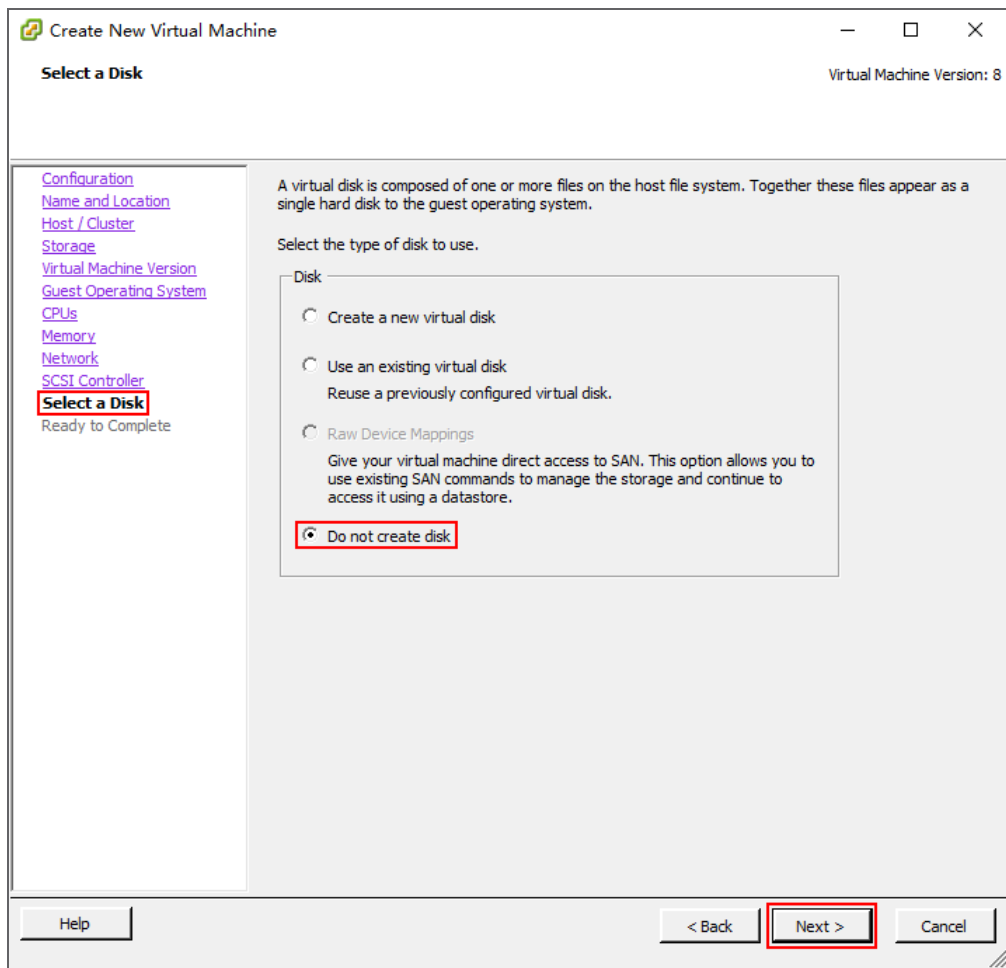 Create New Virtual Machine
Select a Disk
Virtual Machine Version: 8
Configuration
Name and Location
Host / Cluster
Storage
Virtual Machine Version
Guest Operating System
CPUs
Memory
Network
SCSI Controller
Select a Disk
Ready to Complete
A virtual disk is composed of one or more files on the host file system. Together these files appear as a
single hard disk to the guest operating system.
Select the type of disk to use.
Disk
Create a new virtual disk
Use an existing virtual disk
Reuse a previously configured virtual disk.
Raw Device Mappings
Give your virtual machine direct access to SAN. This option allows you to
use existing SAN commands to manage the storage and continue to
access it using a datastore.
Do not create disk
Help
< Back
Next >
Cancel